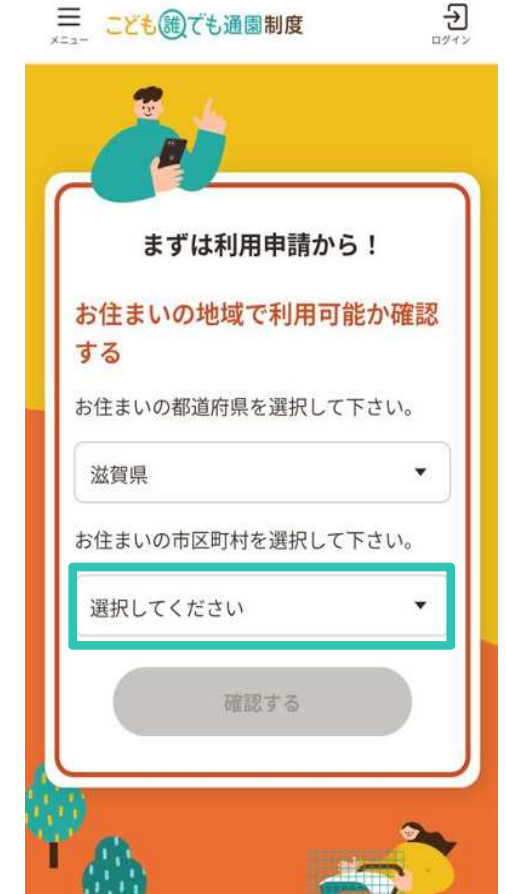 メニュー
こども誰でも通園制度
ログイン
まずは利用申請から！
お住まいの地域で利用可能か確認
する
お住まいの都道府県を選択して下さい。
滋賀県
お住まいの市区町村を選択して下さい。
選択してください
確認する